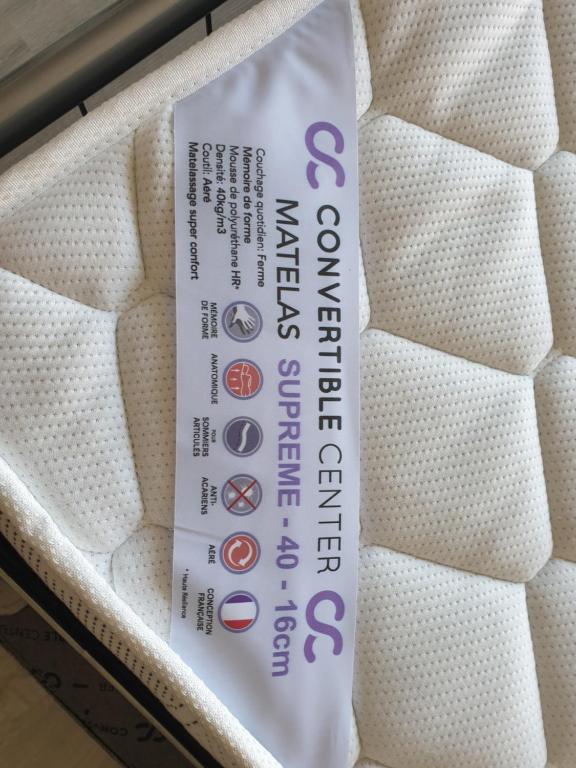 CONVERTIBLE CENTER
MATELAS SUPREME - 40 - 16cm
Couchage quotidien: Ferme
Mémoire de forme
Mousse de polyuréthane HR*
Densité: 40kg/m3
Coutil: Aéré
Matelassage super confort
MÉMOIRE
DE FORME
ANATOMIQUE
POUR
SOMMIERS
ARTICULÉS
ANTI-
ACARIENS
AÉRÉ
CONCEPTION
FRANÇAISE
* Haute Résilience